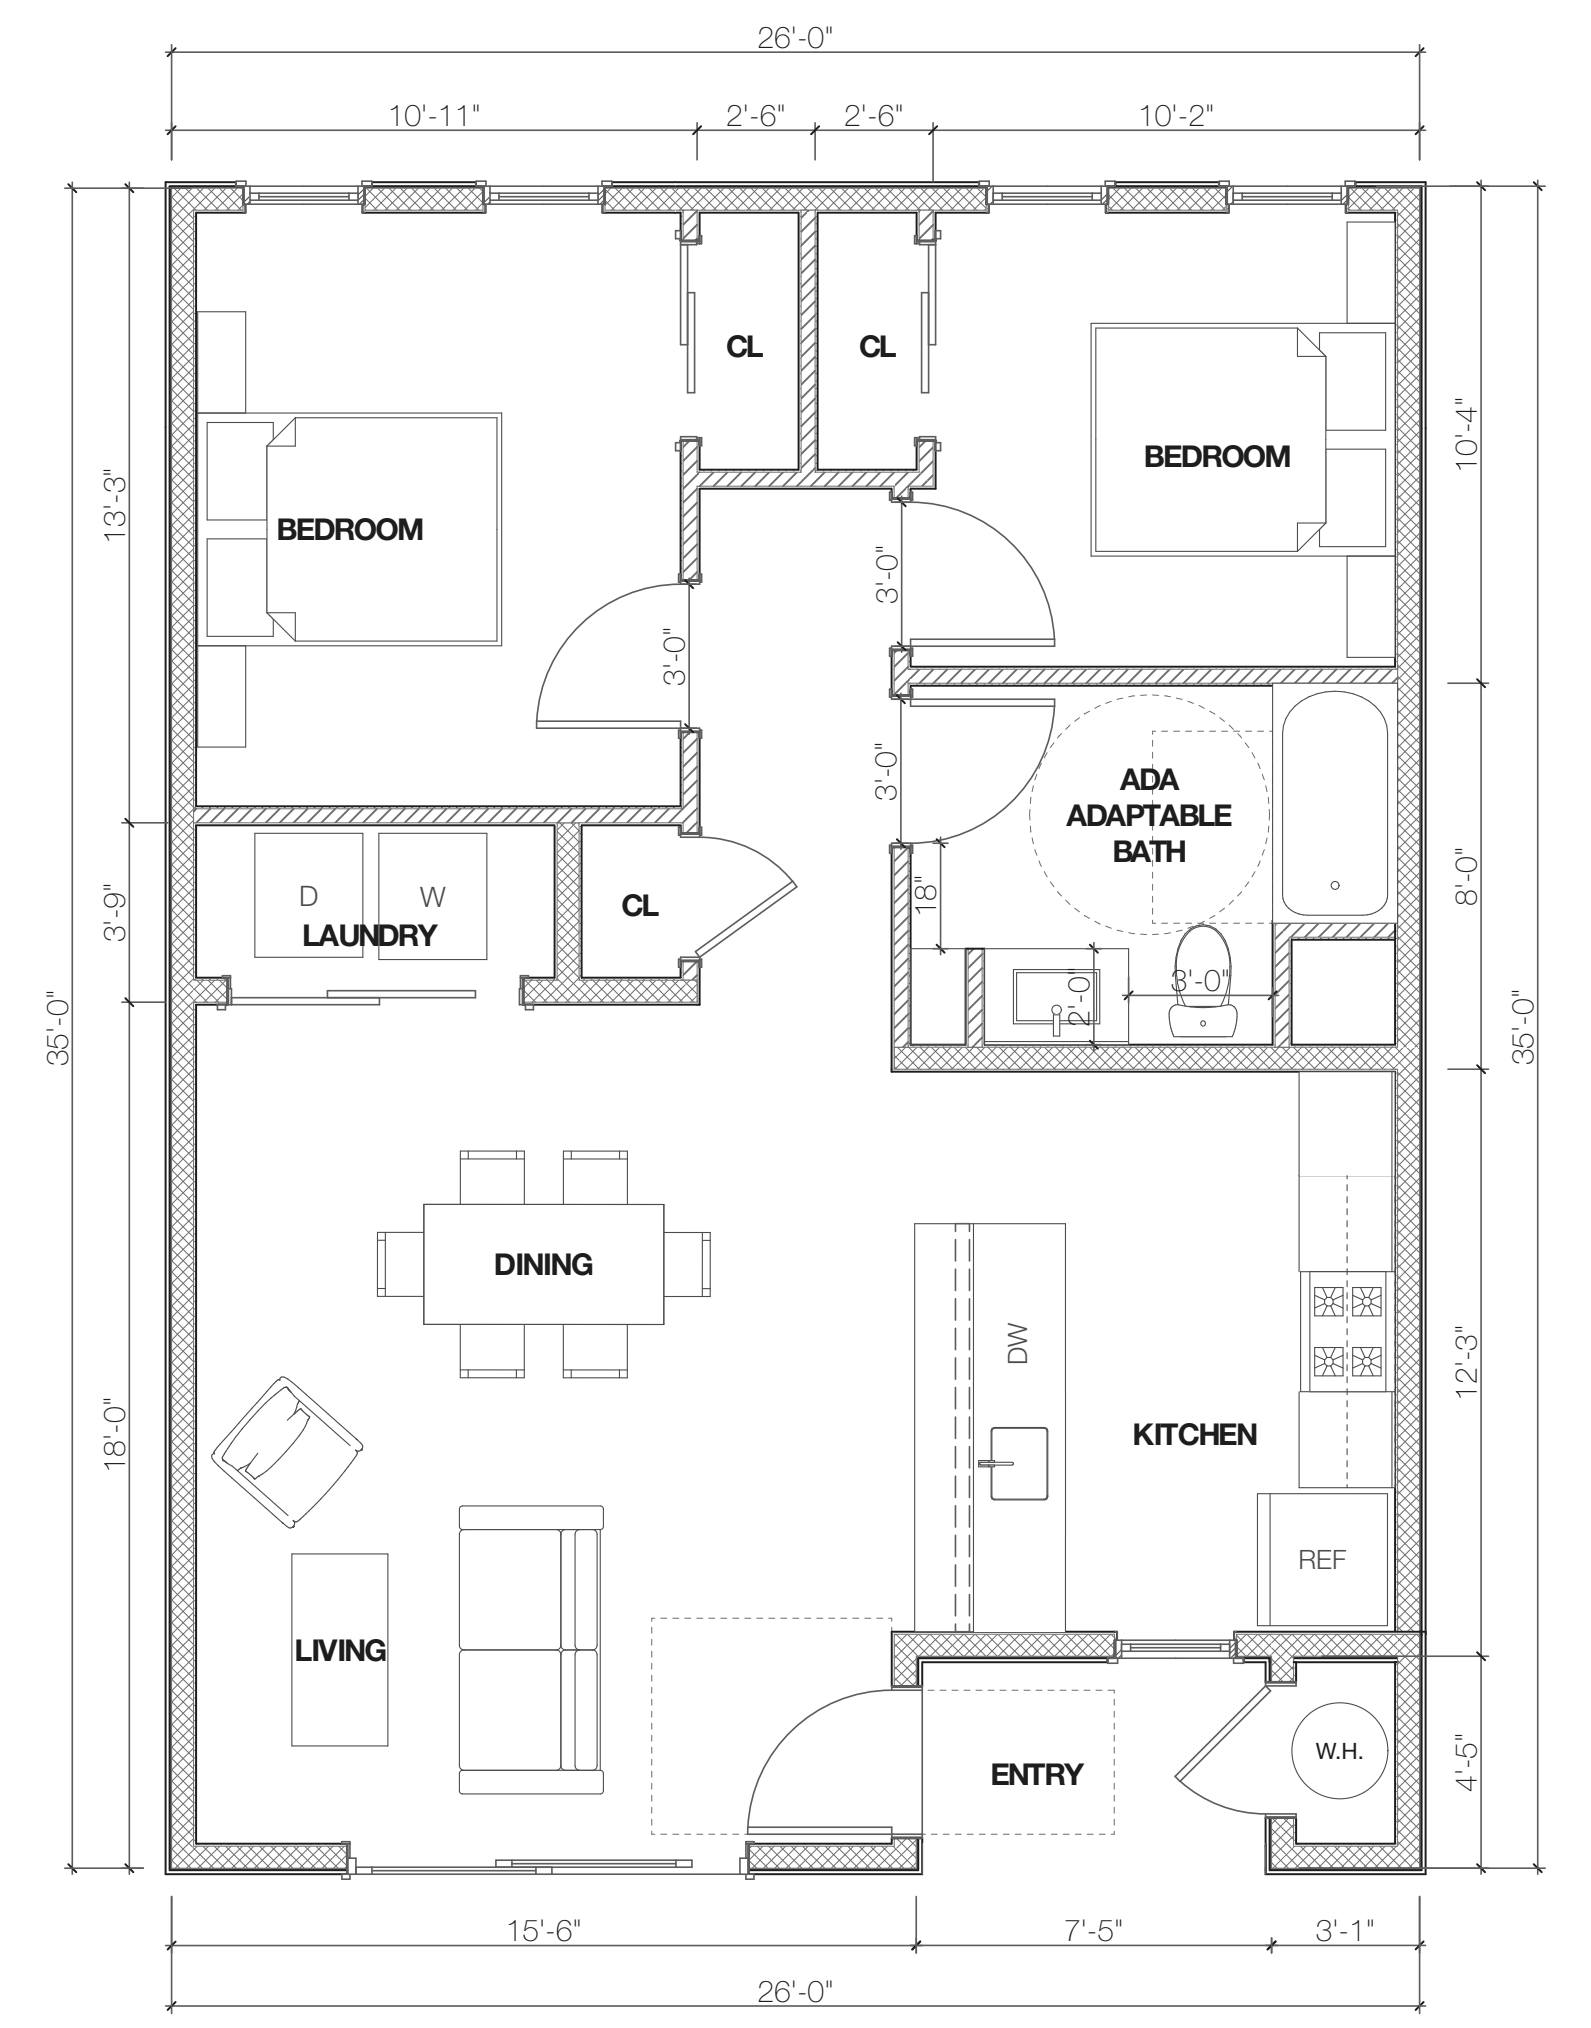 26'-0"
10'-11"
2'-6"
2'-6"
10'-2"
CL
CL
BEDROOM
10'-4"
13'-3"
BEDROOM
3'-0"
3'-0"
3'-0"
ADA
ADAPTABLE
BATH
8'-0"
3'-9"
D
W
LAUNDRY
CL
18"
2'-0"
3'-0"
35'-0"
35'-0"
DINING
DW
12'-3"
18'-0"
KITCHEN
REF
LIVING
ENTRY
W.H.
4'-5"
15'-6"
7'-5"
3'-1"
26'-0"